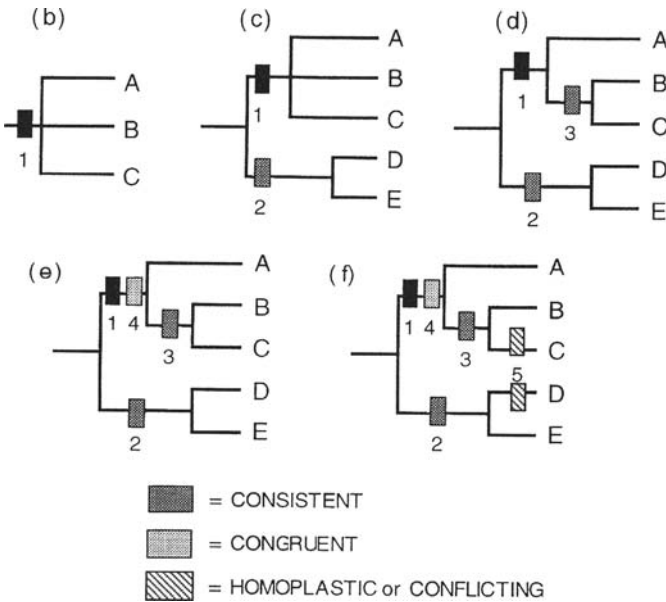 (b)
A
B
C
1
(c)
A
B
C
D
E
1
2
(d)
A
B
C
D
E
1
3
2
(e)
A
B
C
D
E
1 4
3
2
(f)
A
B
C
D
E
1 4
3
5
2
= CONSISTENT
= CONGRUENT
= HOMOPLASTIC or CONFLICTING